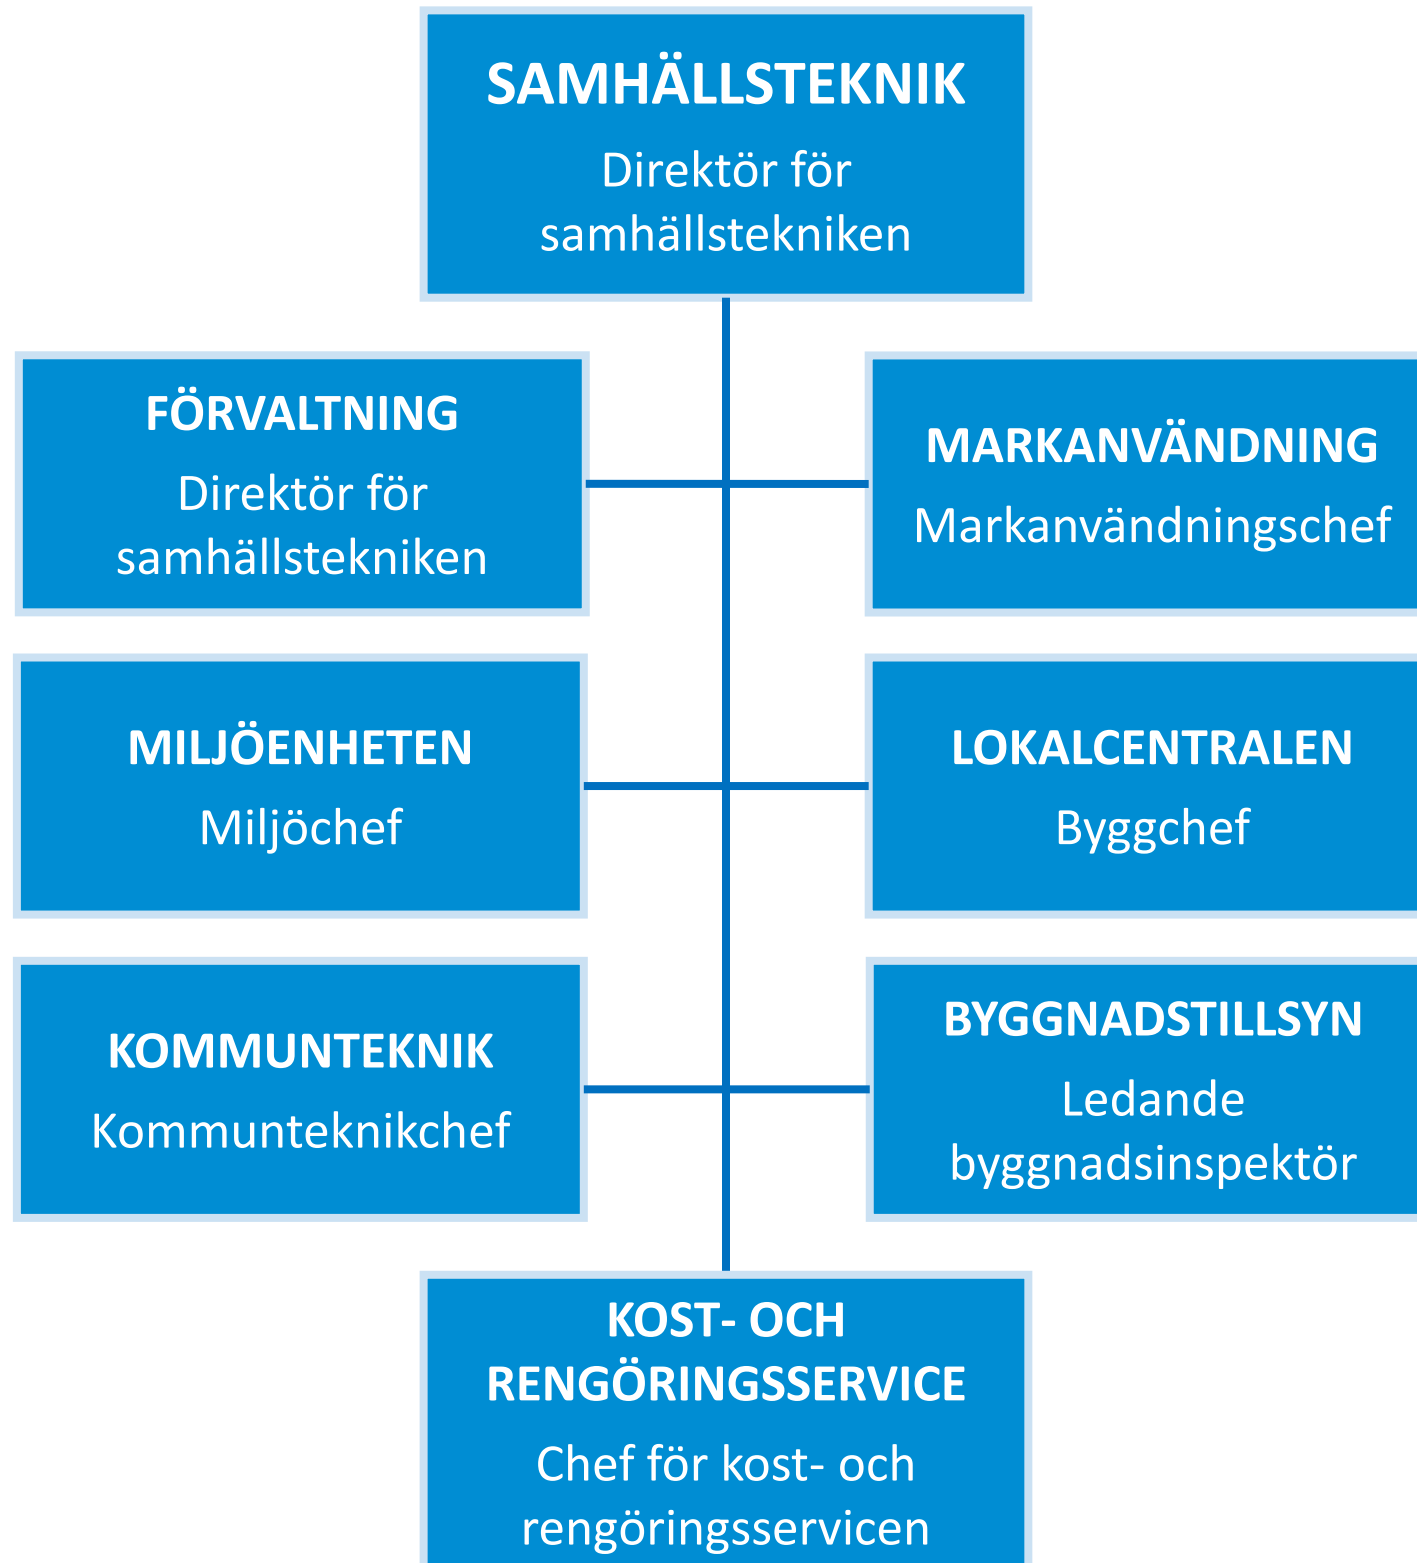 SAMHÄLLSTEKNIK
Direktör för
samhällstekniken
FÖRVALTNING
Direktör för
samhällstekniken
MARKANVÄNDNING
Markanvändningschef
MILJÖENHETEN
Miljöchef
LOKALCENTRALEN
Byggchef
KOMMUNTEKNIK
Kommunteknikchef
BYGGNADSTILLSYN
Ledande
byggnadsinspektör
KOST- OCH
RENGÖRINGSSERVICE
Chef för kost- och
rengöringsservicen